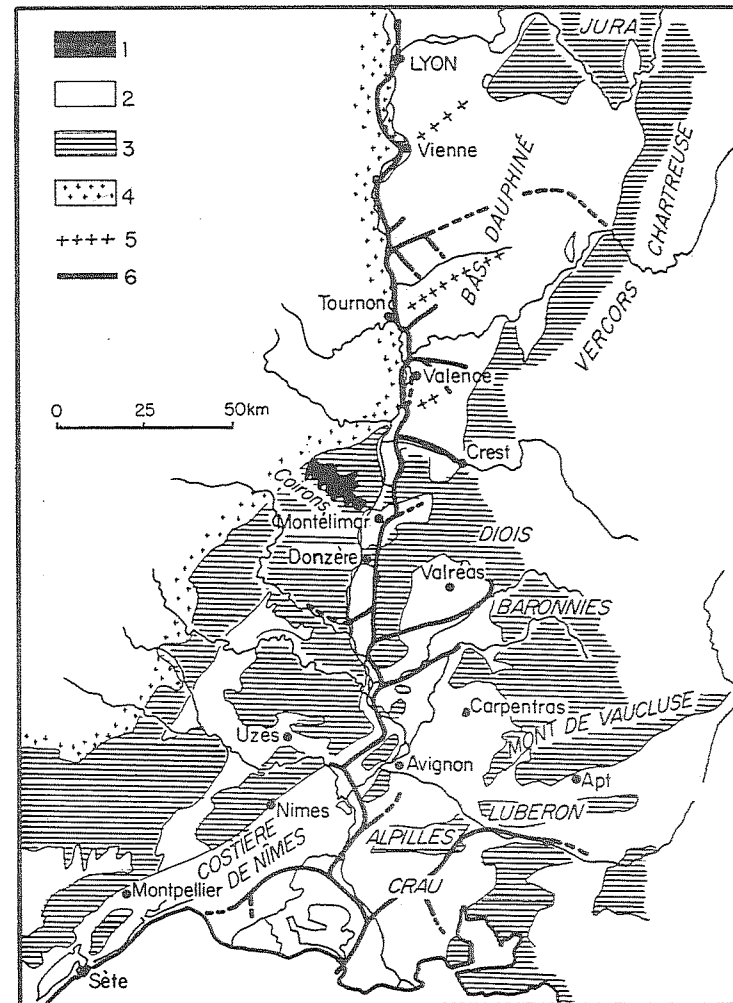 1
2
3
4
5
6
0 25 50km
JURA
LYON
Vienne
BAS DAUPHINÉ
CHARTREUSE
Tournon
VERCORS
Valence
Crest
Coirons
Montélimar
DIOIS
Donzère
Valréas
BARONNIES
Carpentras
MONT DE VAUCLUSE
Uzès
Avignon
Apt
Nimes
LUBERON
ALPILLES
COSTIÈRE
DE NÎMES
CRAU
Montpellier
Sète